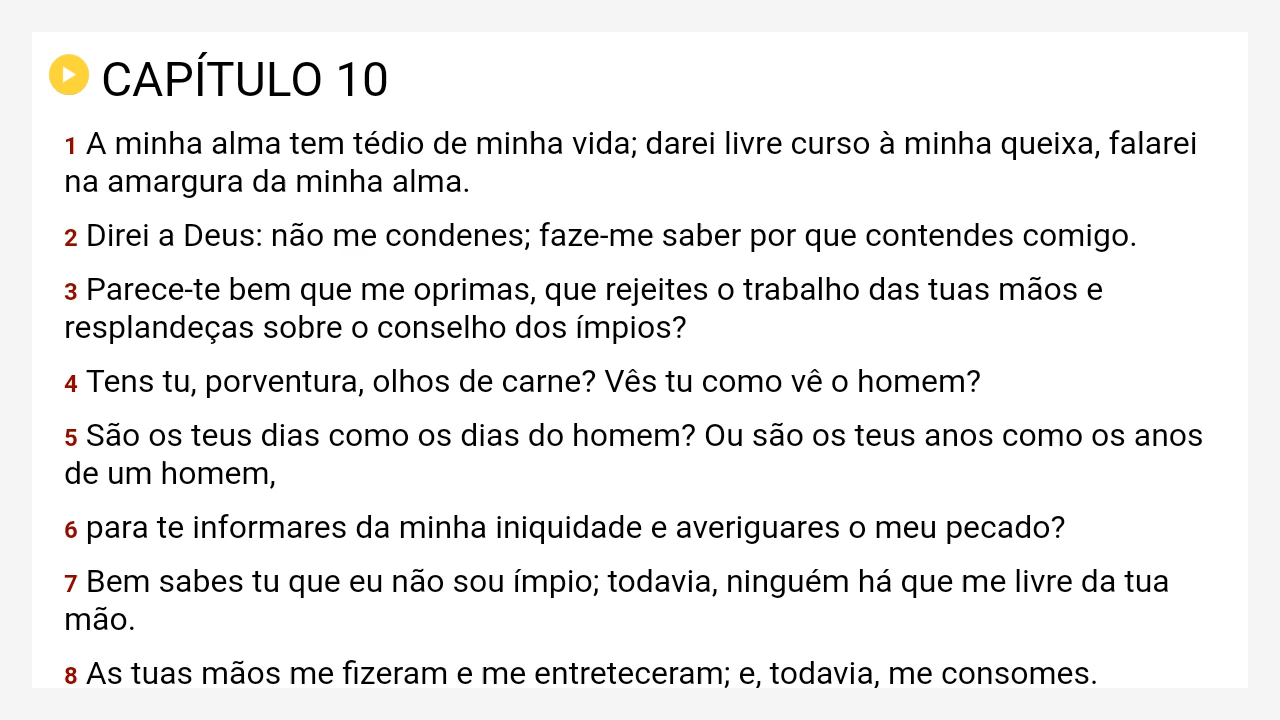 CAPÍTULO 10
1 A minha alma tem tédio de minha vida; darei livre curso à minha queixa, falarei
na amargura da minha alma.
2 Direi a Deus: não me condenes; faze-me saber por que contendes comigo.
3 Parece-te bem que me oprimas, que rejeites o trabalho das tuas mãos e
resplandeças sobre o conselho dos ímpios?
4 Tens tu, porventura, olhos de carne? Vês tu como vê o homem?
5 São os teus dias como os dias do homem? Ou são os teus anos como os anos
de um homem,
6 para te informares da minha iniquidade e averiguares o meu pecado?
7 Bem sabes tu que eu não sou ímpio; todavia, ninguém há que me livre da tua
mão.
8 As tuas mãos me fizeram e me entreteceram; e, todavia, me consomes.